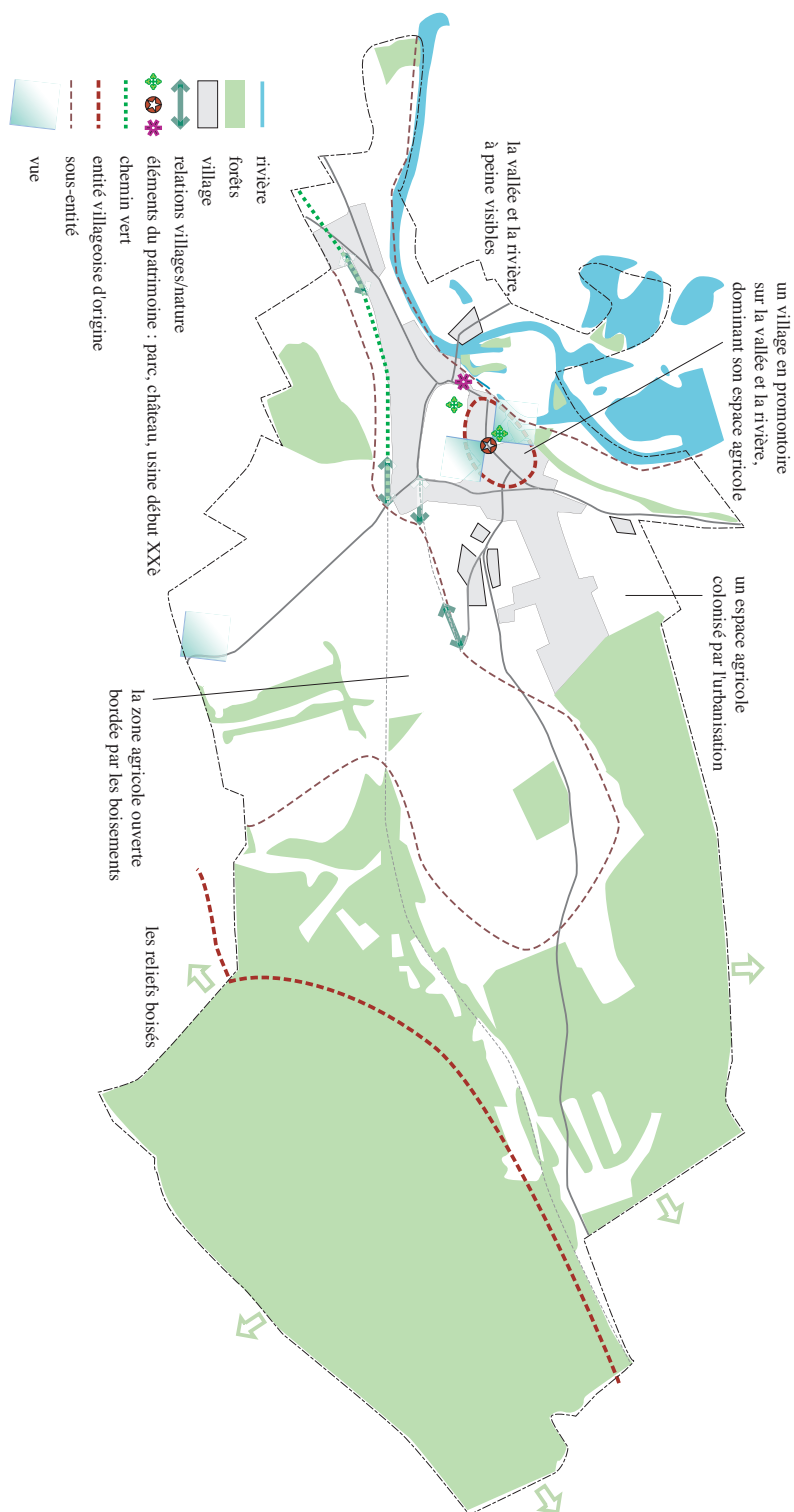 un village en promontoire
sur la vallée et la rivière,
dominant son espace agricole
la vallée et la rivière,
à peine visibles
un espace agricole
colonisé par l'urbanisation
la zone agricole ouverte
bordée par les boisements
les reliefs boisés
rivière
forêts
village
relations villages/nature
éléments du patrimoine : parc, château, usine début XXè
chemin vert
entité villageoise d'origine
sous-entité
vue